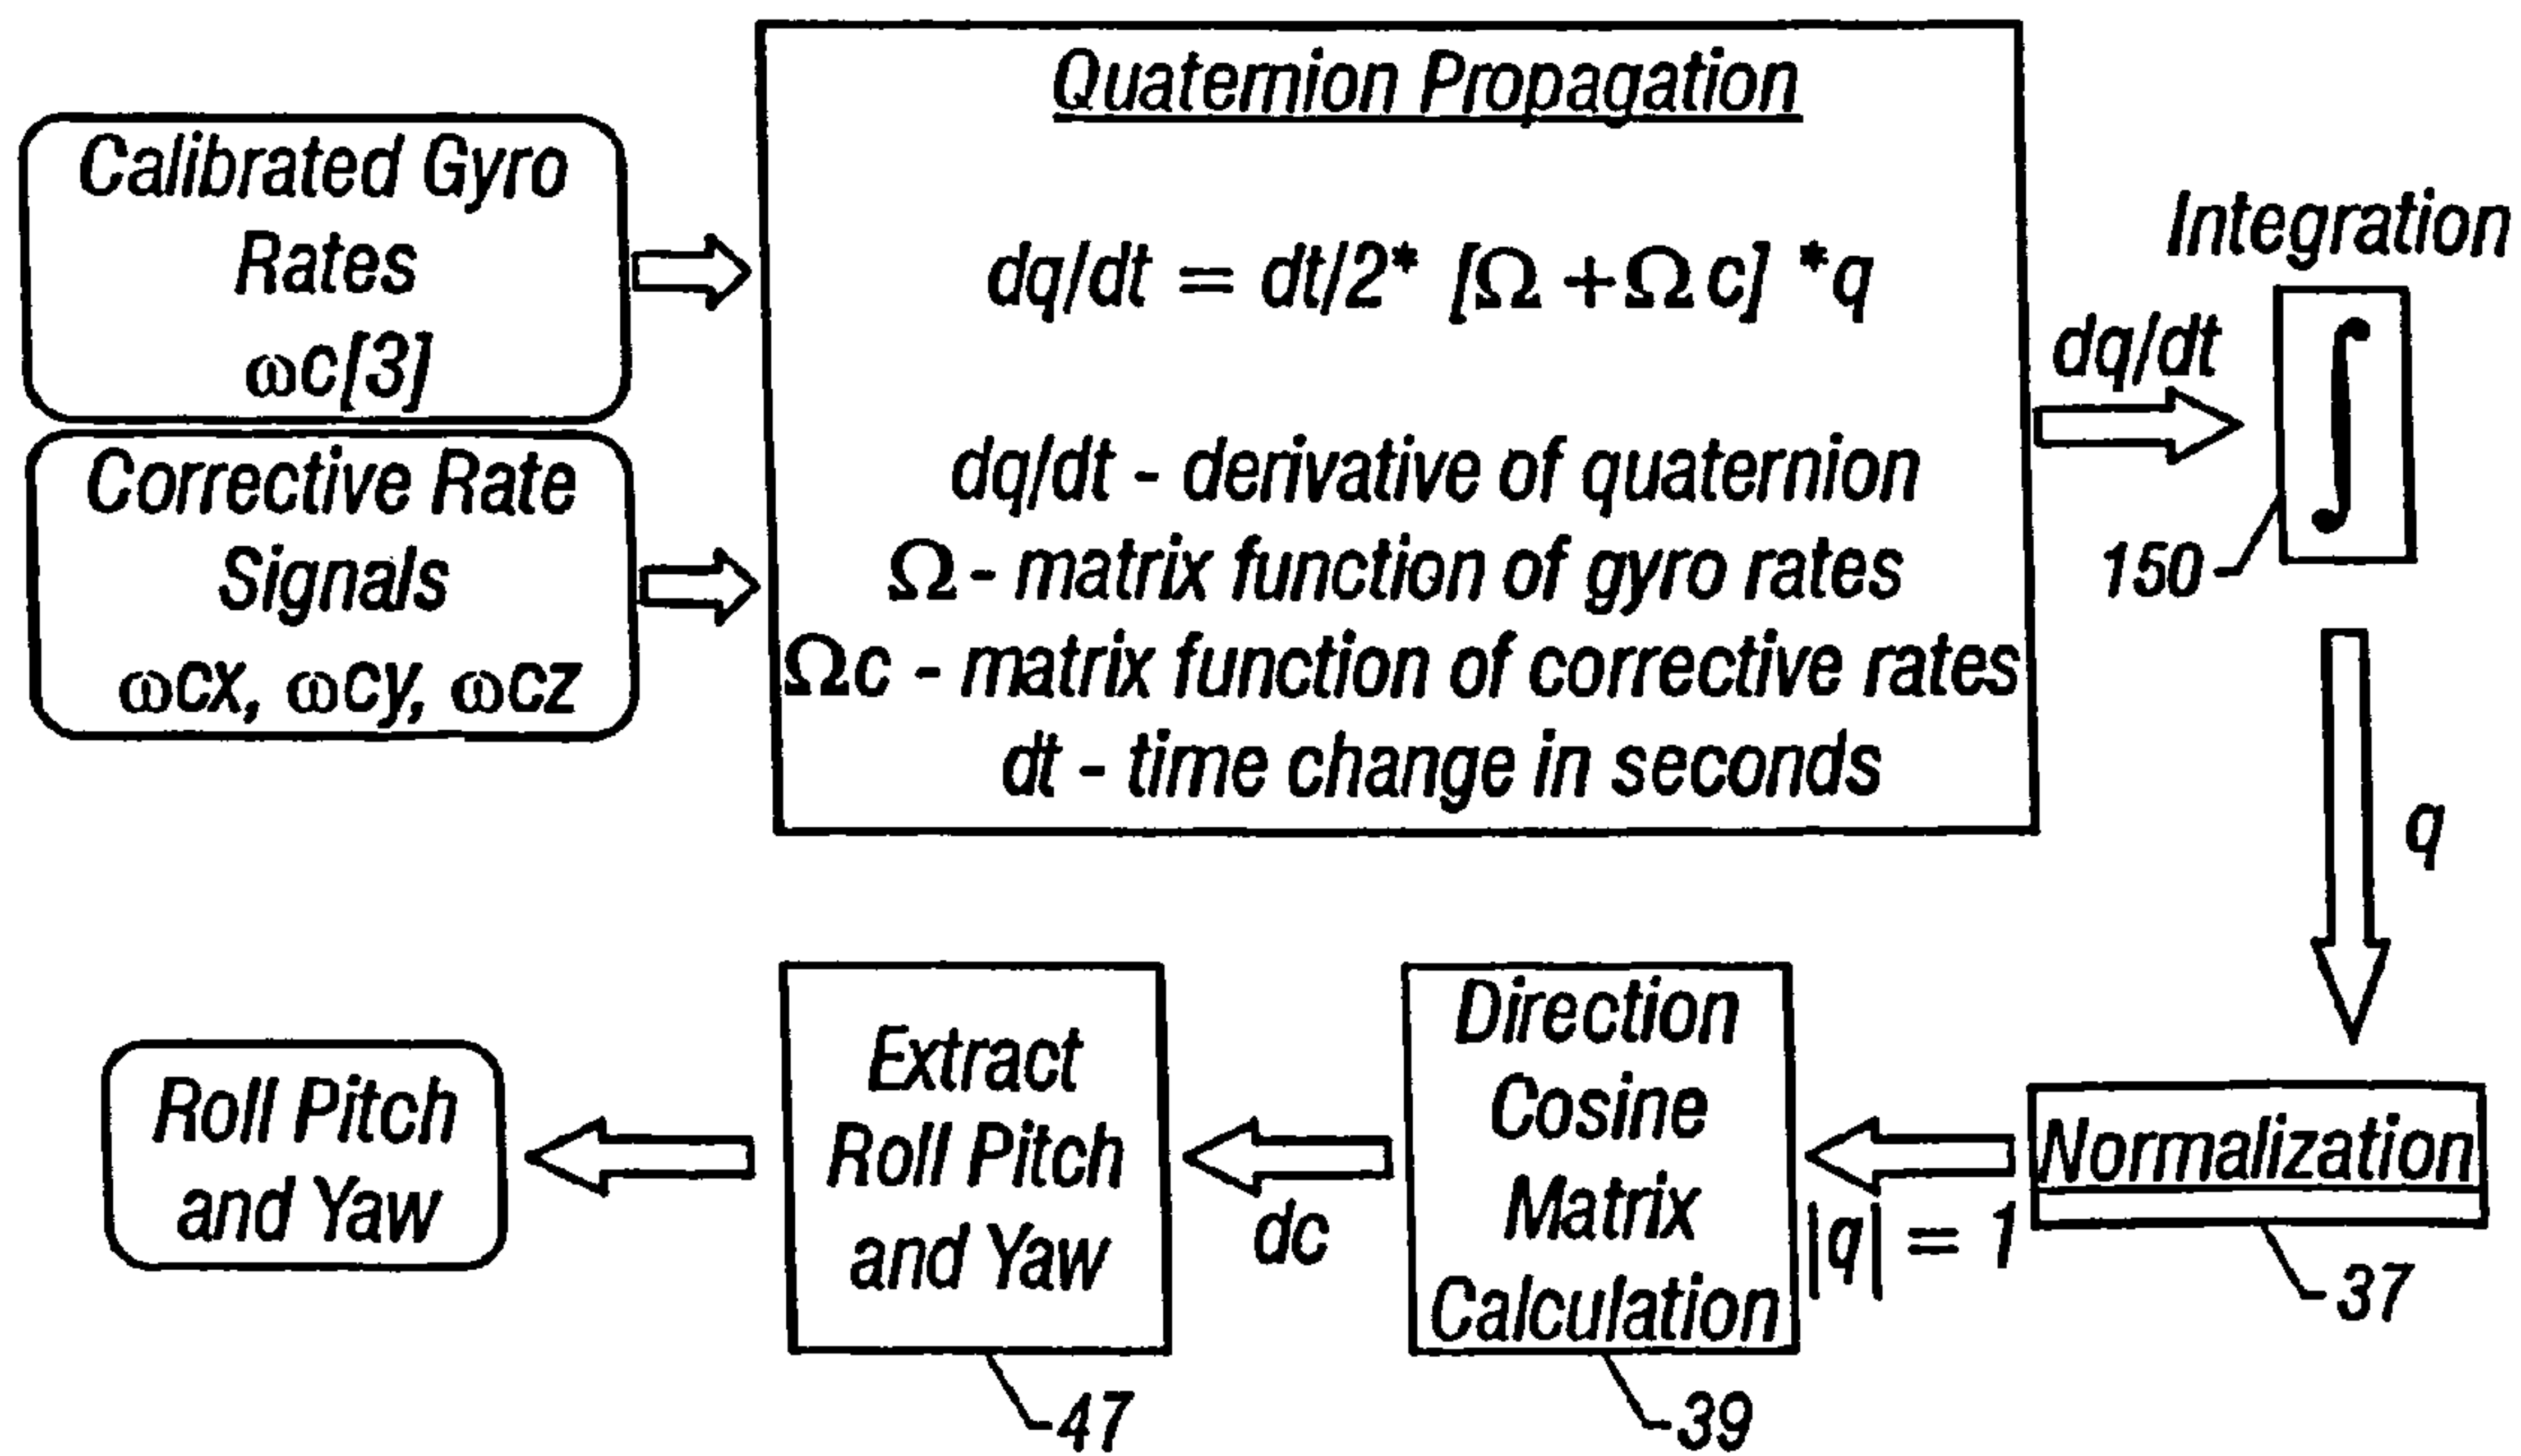 Calibrated Gyro
Rates
ωc[3]
Corrective Rate
Signals
ωcx, ωcy, ωcz
Quaternion Propagation
dq/dt = dt/2* [Ω +Ω c] *q
dq/dt - derivative of quaternion
Ω - matrix function of gyro rates
Ωc - matrix function of corrective rates
dt - time change in seconds
dq/dt
Integration
∫
150
q
Normalization
37
|q| = 1
Direction
Cosine
Matrix
Calculation
39
dc
Extract
Roll Pitch
and Yaw
47
Roll Pitch
and Yaw